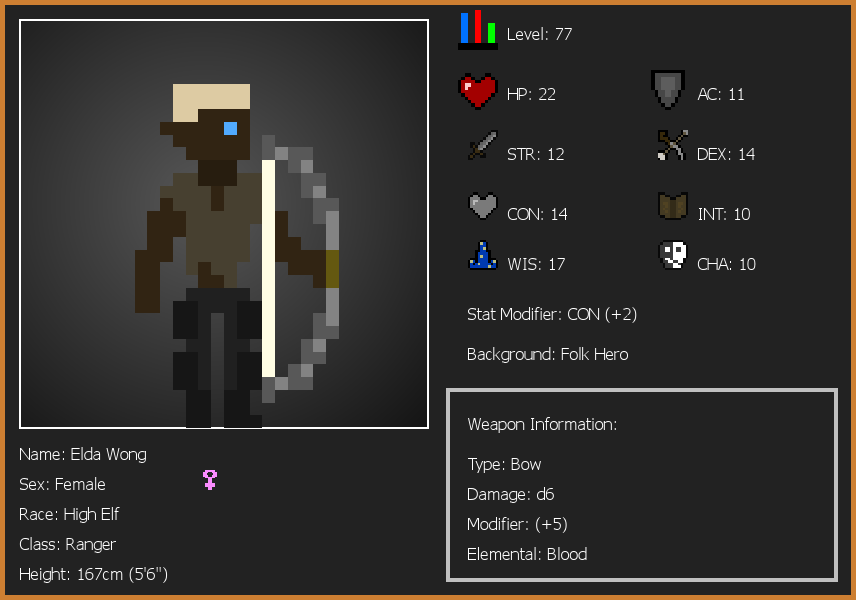 Level: 77
HP: 22
AC: 11
STR: 12
DEX: 14
CON: 14
INT: 10
WIS: 17
CHA: 10
Stat Modifier: CON (+2)
Background: Folk Hero
Weapon Information:
Type: Bow
Damage: d6
Modifier: (+5)
Elemental: Blood
Name: Elda Wong
Sex: Female
Race: High Elf
Class: Ranger
Height: 167cm (5'6")